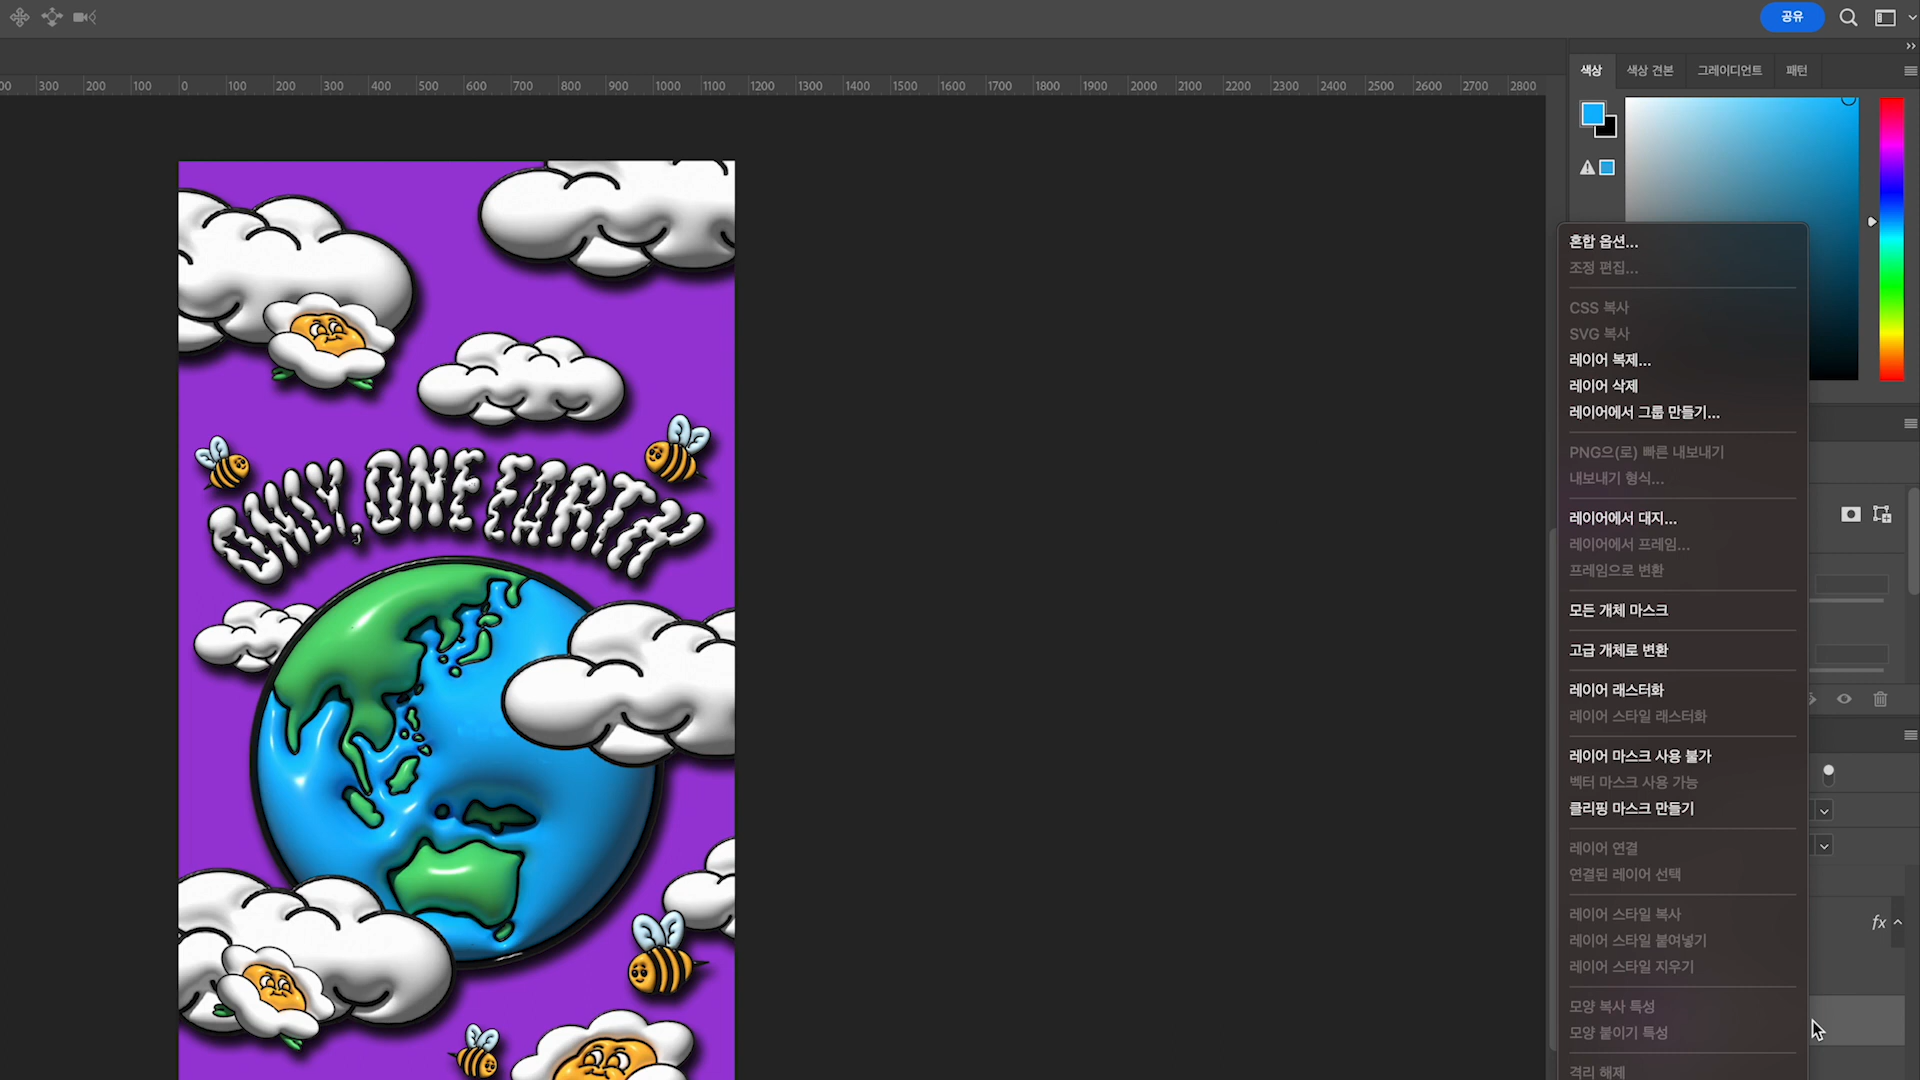 공유
색상 색상 견본 그레이디언트 패턴
300 200 100 0 100 200 300 400 500 600 700 800 900 1000 1100 1200 1300 1400 1500 1600 1700 1800 1900 2000 2100 2200 2300 2400 2500 2600 2700 2800
ONLY, ONE EARTH
혼합 옵션...
조정 편집...
CSS 복사
SVG 복사
레이어 복제...
레이어 삭제
레이어에서 그룹 만들기...
PNG으(로) 빠른 내보내기
내보내기 형식...
레이어에서 대지...
레이어에서 프레임...
프레임으로 변환
모든 개체 마스크
고급 개체로 변환
레이어 래스터화
레이어 스타일 래스터화
레이어 마스크 사용 불가
벡터 마스크 사용 가능
클리핑 마스크 만들기
레이어 연결
연결된 레이어 선택
레이어 스타일 복사
레이어 스타일 붙여넣기
레이어 스타일 지우기
모양 복사 특성
모양 붙이기 특성
격리 해제
fx